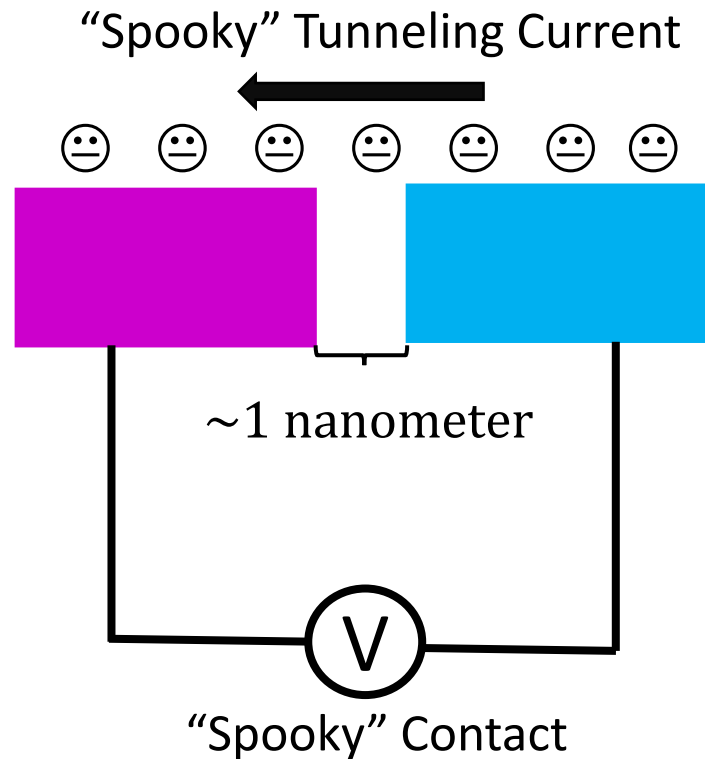 “Spooky” Tunneling Current
~1 nanometer
V
“Spooky” Contact